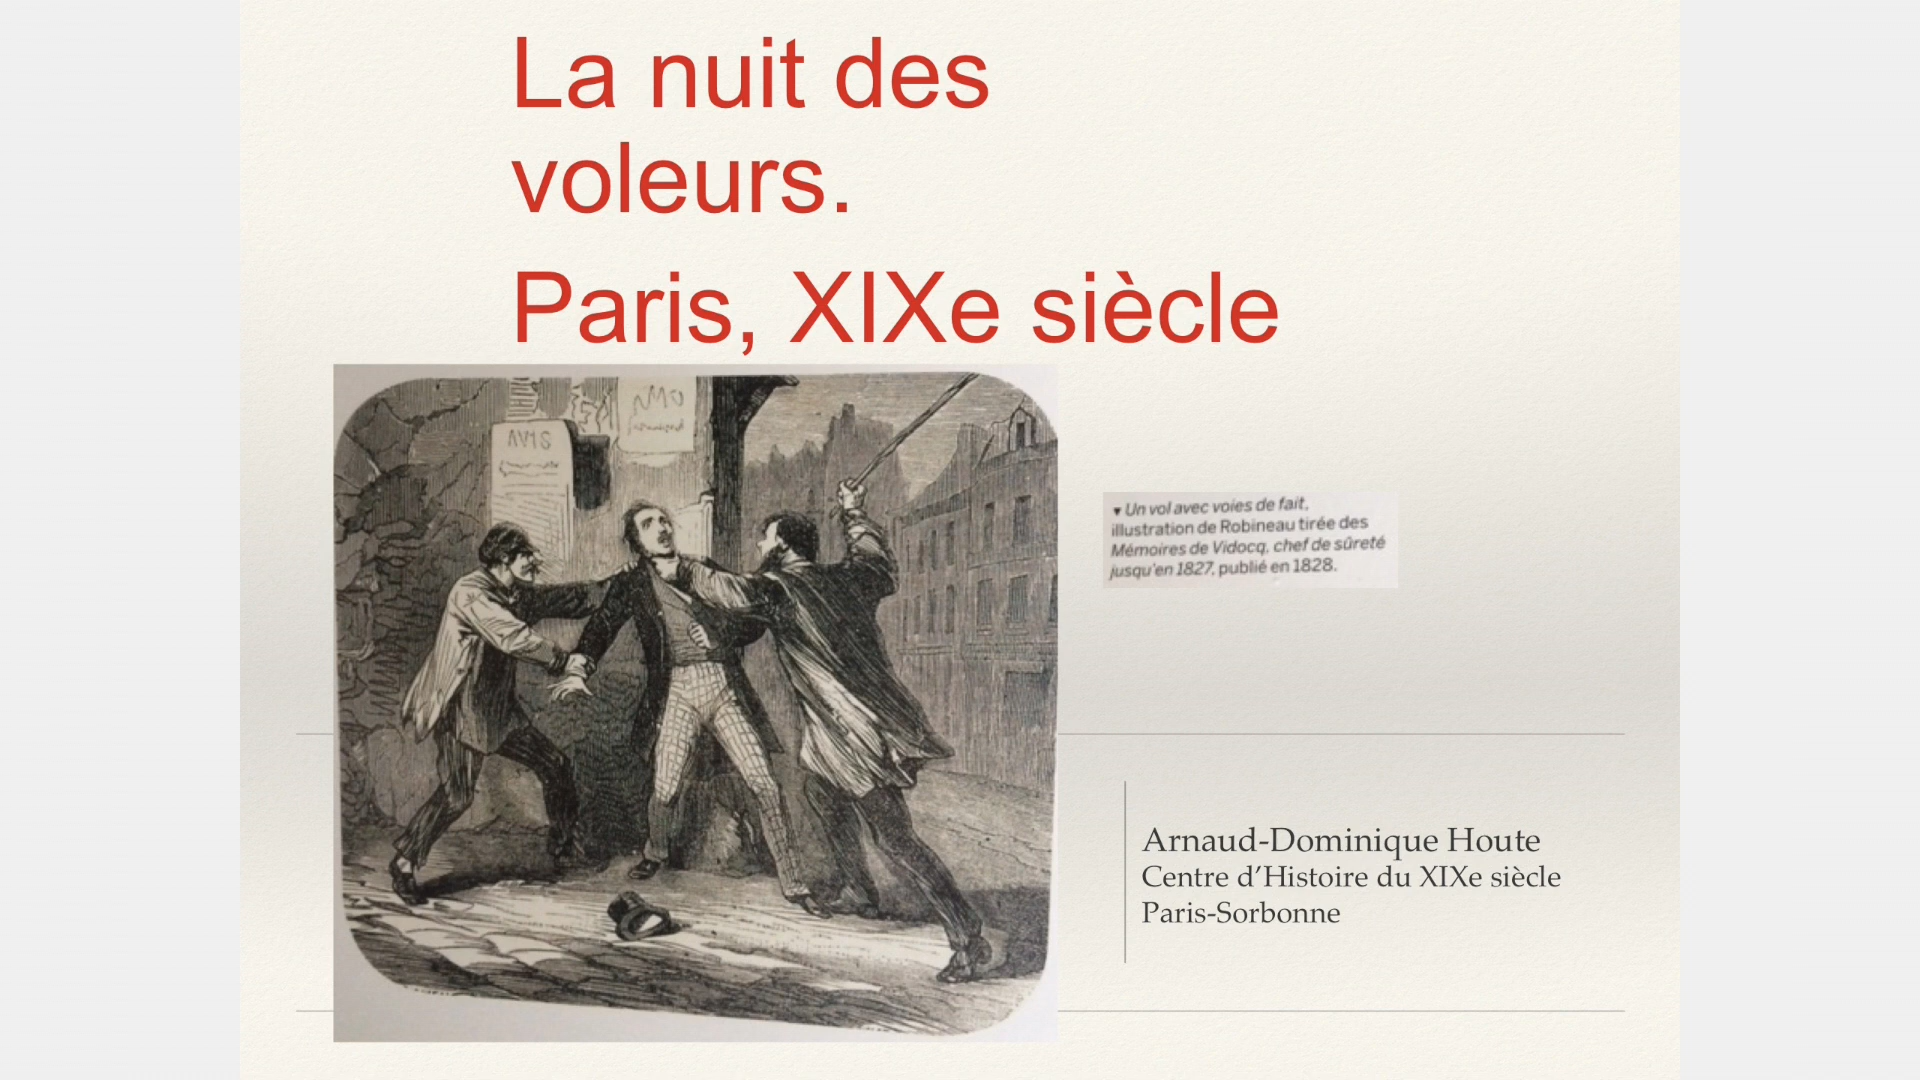 La nuit des
voleurs.
Paris, XIXe siècle
AVIS
▾ Un vol avec voies de fait,
illustration de Robineau tirée des
Mémoires de Vidocq, chef de sûreté
jusqu'en 1827, publié en 1828.
Arnaud-Dominique Houte
Centre d’Histoire du XIXe siècle
Paris-Sorbonne